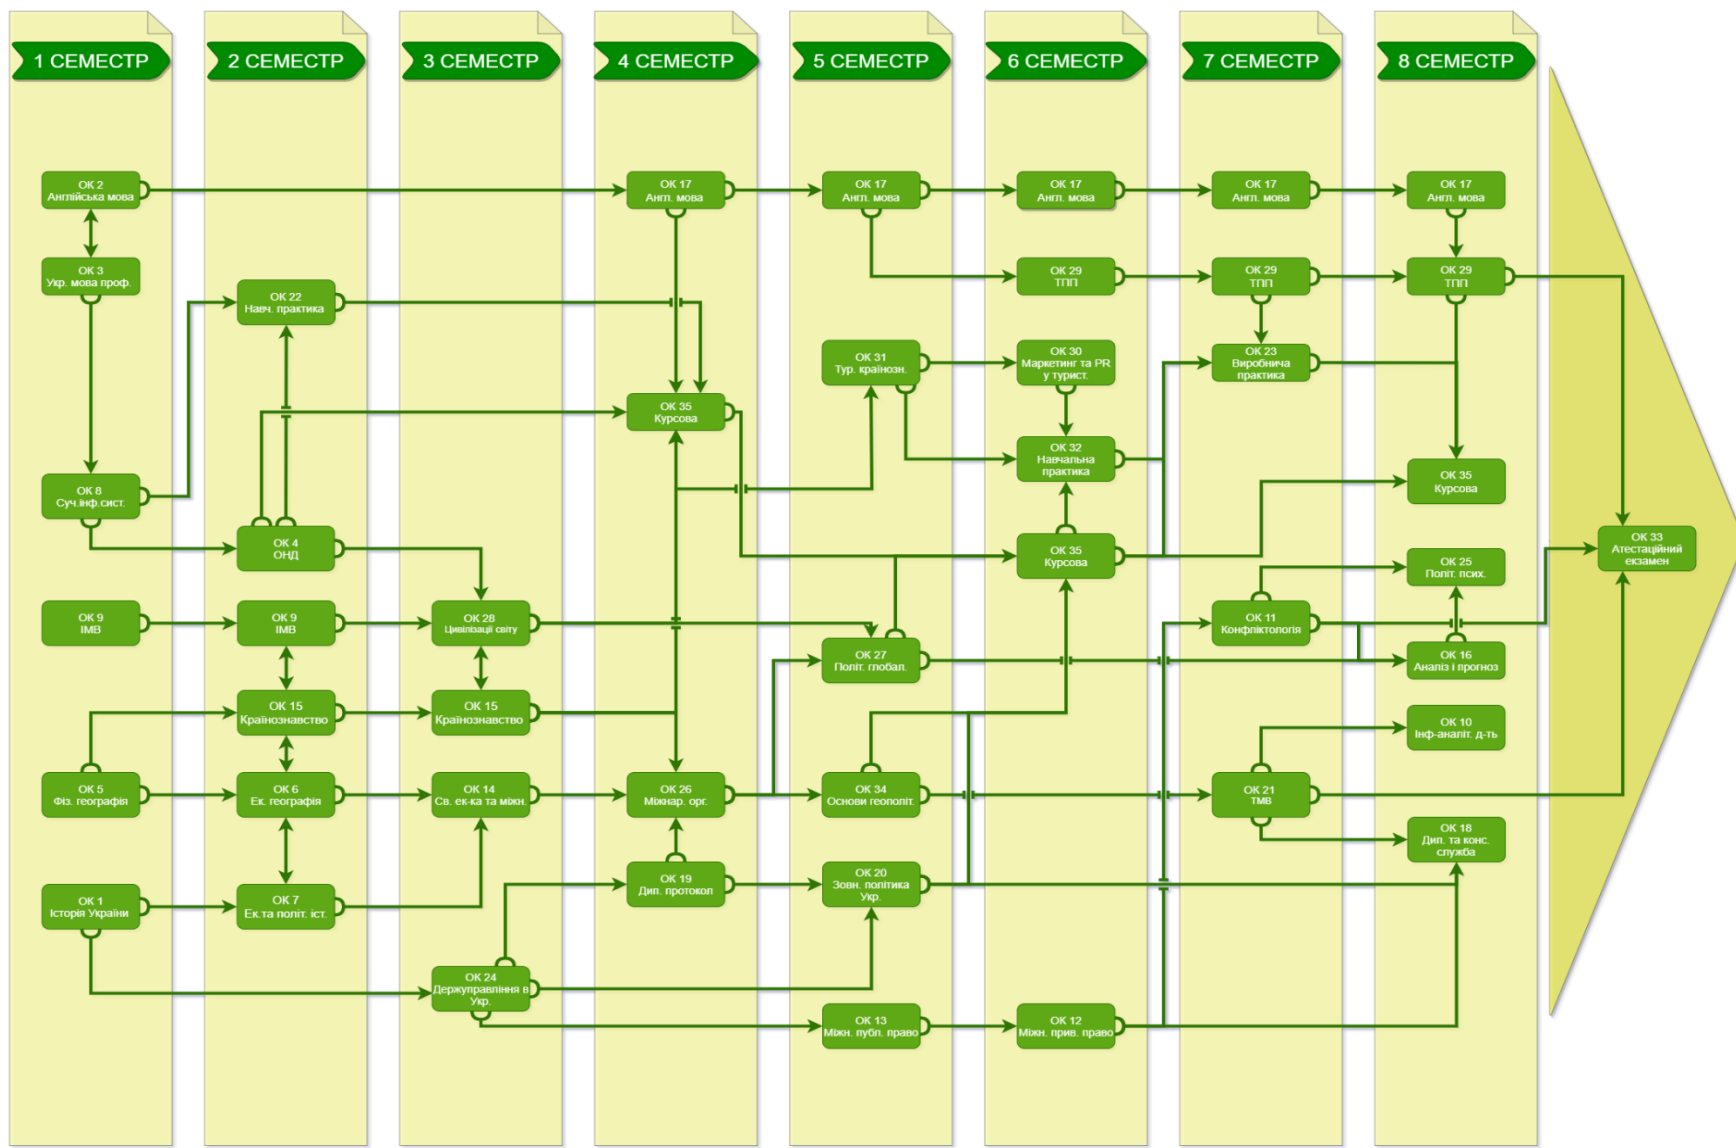 1 СЕМЕСТР
2 СЕМЕСТР
3 СЕМЕСТР
4 СЕМЕСТР
5 СЕМЕСТР
6 СЕМЕСТР
7 СЕМЕСТР
8 СЕМЕСТР
ОК 2
Англійська мова
ОК 3
Укр. мова проф.
ОК 8
Суч.інф.сист.
ОК 9
ІМВ
ОК 5
Фіз. географія
ОК 1
Історія України
ОК 22
Навч. практика
ОК 4
ОНД
ОК 9
ІМВ
ОК 15
Країнознавство
ОК 6
Ек. географія
ОК 7
Ек.та політ. іст.
ОК 28
Цивілізації світу
ОК 15
Країнознавство
ОК 14
Св. ек-ка та міжн.
ОК 24
Держуправління в
Укр.
ОК 17
Англ. мова
ОК 35
Курсова
ОК 26
Міжнар. орг.
ОК 19
Дип. протокол
ОК 17
Англ. мова
ОК 31
Тур. країнозн.
ОК 27
Політ. глобал.
ОК 34
Основи геополіт.
ОК 20
Зовн. політика
Укр.
ОК 13
Міжн. публ. право
ОК 17
Англ. мова
ОК 29
ТПП
ОК 30
Маркетинг та PR
у турист.
ОК 32
Навчальна
практика
ОК 35
Курсова
ОК 12
Міжн. прив. право
ОК 17
Англ. мова
ОК 29
ТПП
ОК 23
Виробнича
практика
ОК 11
Конфліктологія
ОК 21
ТМВ
ОК 17
Англ. мова
ОК 29
ТПП
ОК 35
Курсова
ОК 25
Політ. псих.
ОК 16
Аналіз і прогноз
ОК 10
Інф-аналіт. д-ть
ОК 18
Дип. та конс.
служба
ОК 33
Атестаційний
екзамен